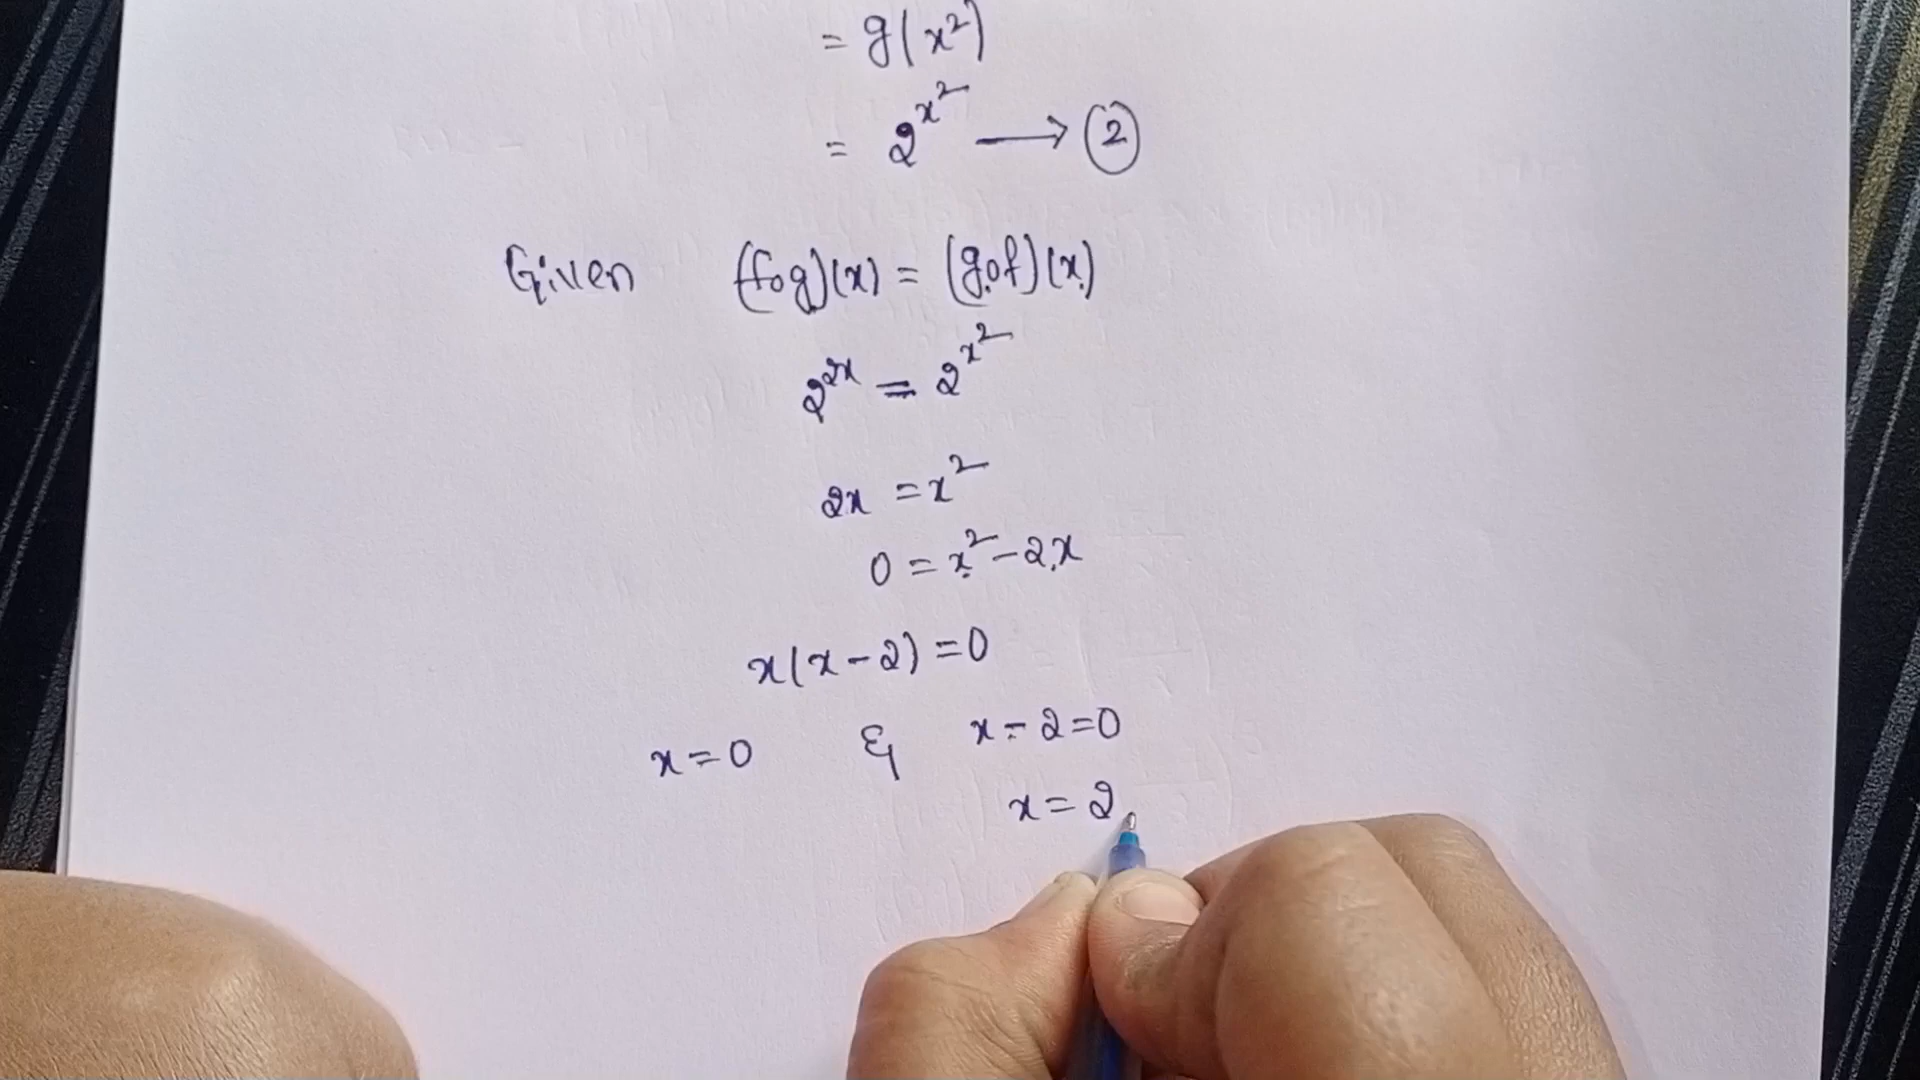 = g(x²)
= 2^x² ⟶ ②
Given (fog)(x) = (gof)(x)
2^2x = 2^x²
2x = x²
0 = x² - 2x
x(x-2) = 0
x = 0 & x - 2 = 0
x = 2